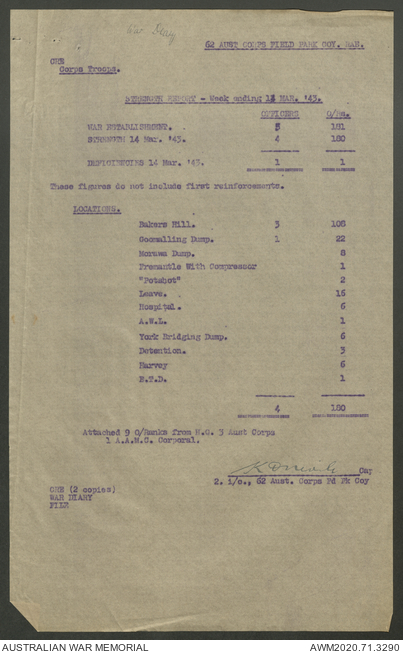 War Diary
62 AUST CORPS FIELD PARK COY. RAE.
CRE
Corps Troops.
STRENGTH REPORT - Week ending 13 MAR. '43.
OFFICERS O/Rs.
WAR ESTABLISHMENT. 5 181
STRENGTH 14 Mar. '43. 4 180
DEFICIENCIES 14 Mar. '43. 1 1
These figures do not include first reinforcements.
LOCATIONS.
Bakers Hill. 3 108
Goomalling Dump. 1 22
Morawa Dump. 8
Fremantle With Compressor 1
"Potshot" 2
Leave. 16
Hospital. 6
A.W.L. 1
York Bridging Dump. 6
Detention. 3
Harvey 6
E.T.D. 1
4 180
Attached 9 O/Ranks from H.Q. 3 Aust Corps
1 A.A.M.C. Corporal.
Cap
2. i/c., 62 Aust. Corps Fd Pk Coy
CRE (2 copies)
WAR DIARY
FILE
AUSTRALIAN WAR MEMORIAL
AWM2020.71.3290